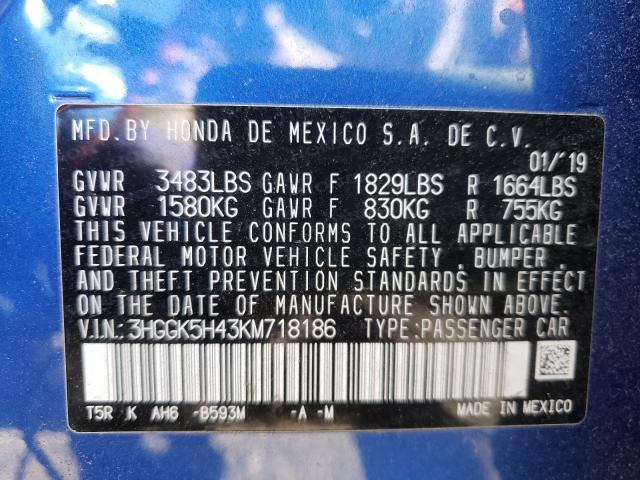 MFD. BY HONDA DE MEXICO S.A. DE C.V.
01/'19
GVWR 3483LBS GAWR F 1829LBS R 1664LBS
GVWR 1580KG GAWR F 830KG R 755KG
THIS VEHICLE CONFORMS TO ALL APPLICABLE
FEDERAL MOTOR VEHICLE SAFETY, BUMPER,
AND THEFT PREVENTION STANDARDS IN EFFECT
ON THE DATE OF MANUFACTURE SHOWN ABOVE.
V.I.N.: 3HGGK5H43KM718186 TYPE: PASSENGER CAR
T5R K AH6 -B593M -A -M MADE IN MEXICO